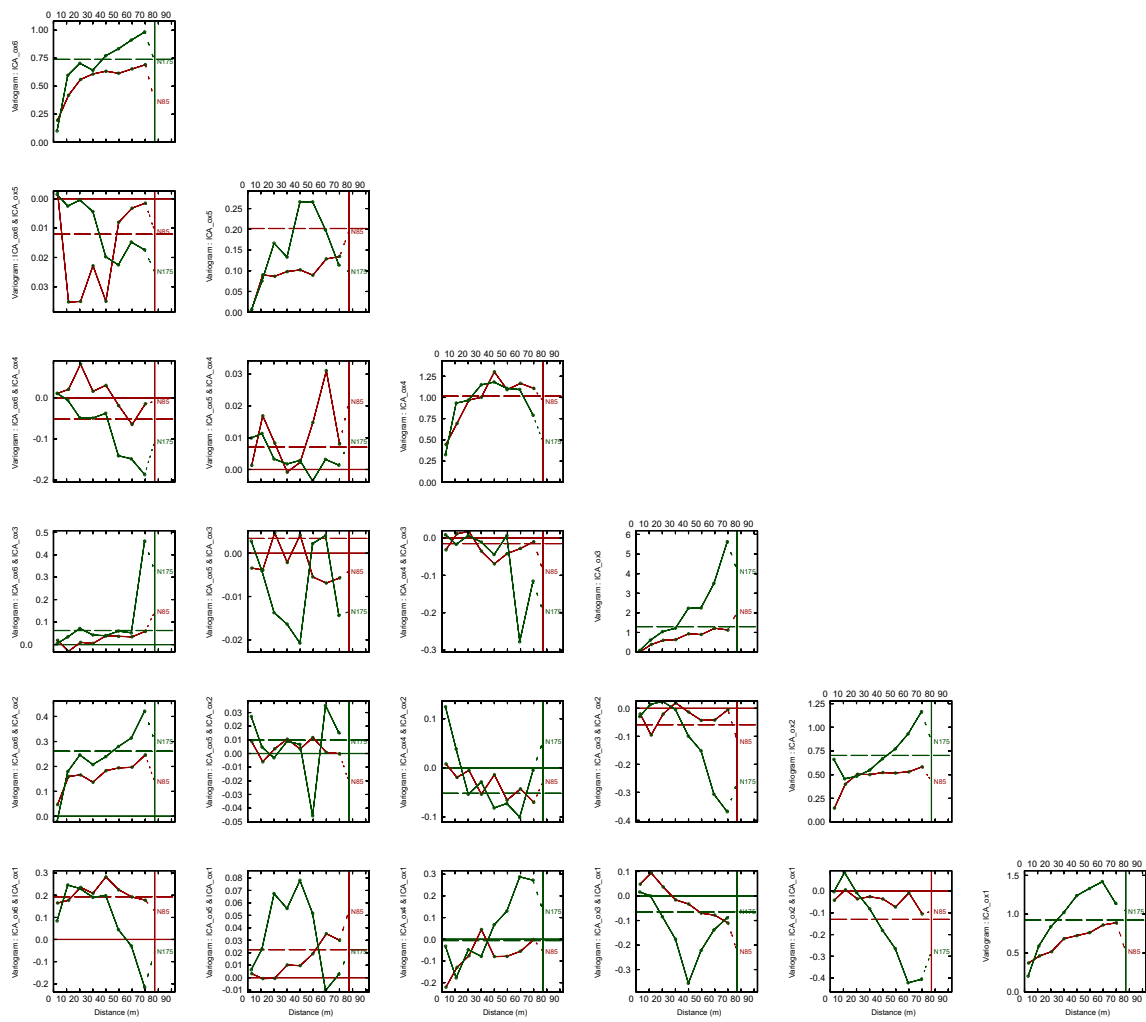 0 10 20 30 40 50 60 70 80 90
Variogram : ICA_ox6
1.00
0.75
0.50
0.25
0.00
N175
N85
0 10 20 30 40 50 60 70 80 90
Variogram : ICA_ox6 & ICA_ox5
0.00
0.01
0.02
0.03
N85
N175
Variogram : ICA_ox5
0.25
0.20
0.15
0.10
0.05
0.00
N85
N175
0 10 20 30 40 50 60 70 80 90
Variogram : ICA_ox6 & ICA_ox4
0.0
-0.1
-0.2
N85
N175
Variogram : ICA_ox5 & ICA_ox4
0.03
0.02
0.01
0.00
N85
N175
Variogram : ICA_ox4
1.25
1.00
0.75
0.50
0.25
0.00
N85
N175
0 10 20 30 40 50 60 70 80 90
Variogram : ICA_ox6 & ICA_ox3
0.5
0.4
0.3
0.2
0.1
0.0
N175
N85
Variogram : ICA_ox5 & ICA_ox3
0.00
-0.01
-0.02
N85
N175
Variogram : ICA_ox4 & ICA_ox3
0.0
-0.1
-0.2
-0.3
N85
N175
Variogram : ICA_ox3
6
5
4
3
2
1
0
N175
N85
0 10 20 30 40 50 60 70 80 90
Variogram : ICA_ox6 & ICA_ox2
0.4
0.3
0.2
0.1
0.0
N175
N85
Variogram : ICA_ox5 & ICA_ox2
0.03
0.02
0.01
0.00
-0.01
-0.02
-0.03
-0.04
-0.05
N175
N85
Variogram : ICA_ox4 & ICA_ox2
0.1
0.0
-0.1
N175
N85
Variogram : ICA_ox3 & ICA_ox2
0.0
-0.1
-0.2
-0.3
-0.4
N85
N175
Variogram : ICA_ox2
1.25
1.00
0.75
0.50
0.25
0.00
N175
N85
0 10 20 30 40 50 60 70 80 90
Variogram : ICA_ox6 & ICA_ox1
0.3
0.2
0.1
0.0
-0.1
-0.2
N85
N175
0 10 20 30 40 50 60 70 80 90
Distance (m)
Variogram : ICA_ox5 & ICA_ox1
0.08
0.07
0.06
0.05
0.04
0.03
0.02
0.01
0.00
-0.01
N85
N175
0 10 20 30 40 50 60 70 80 90
Distance (m)
Variogram : ICA_ox4 & ICA_ox1
0.3
0.2
0.1
0.0
-0.1
-0.2
N175
N85
0 10 20 30 40 50 60 70 80 90
Distance (m)
Variogram : ICA_ox3 & ICA_ox1
0.1
0.0
-0.1
-0.2
-0.3
N175
N85
0 10 20 30 40 50 60 70 80 90
Distance (m)
Variogram : ICA_ox2 & ICA_ox1
0.0
-0.1
-0.2
-0.3
-0.4
N85
N175
0 10 20 30 40 50 60 70 80 90
Distance (m)
Variogram : ICA_ox1
1.5
1.0
0.5
0.0
N175
N85
0 10 20 30 40 50 60 70 80 90
Distance (m)